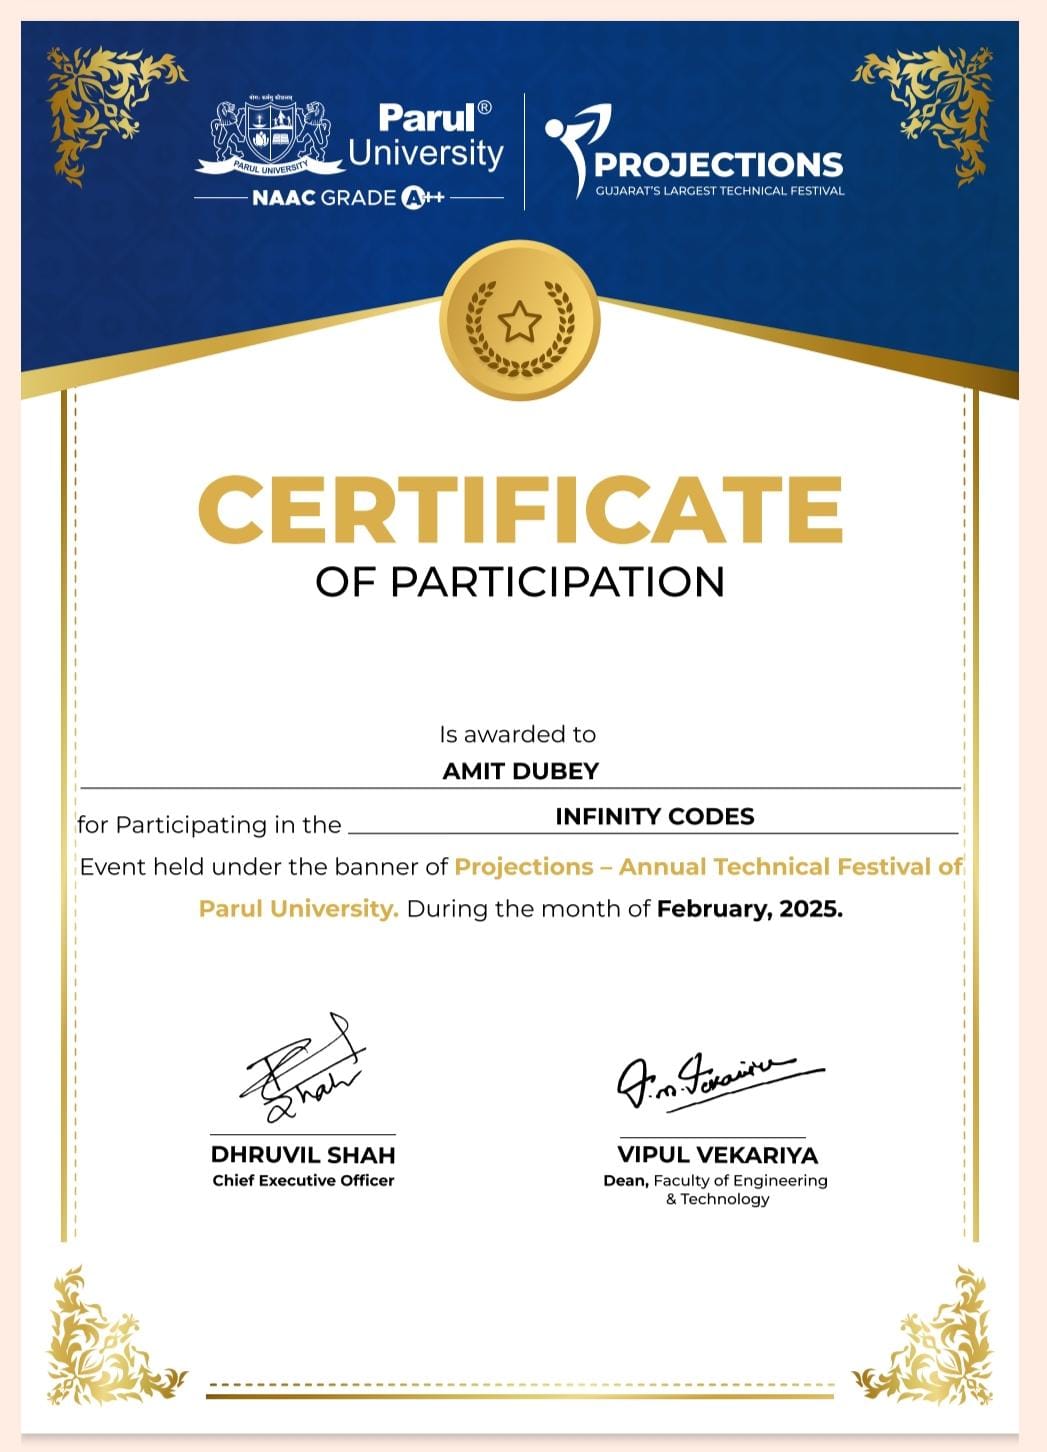 योगः कर्मसु कौशलम्
PARUL UNIVERSITY
Parul®
University
NAAC GRADE A++
PROJECTIONS
GUJARAT'S LARGEST TECHNICAL FESTIVAL
CERTIFICATE
OF PARTICIPATION
Is awarded to
AMIT DUBEY
for Participating in the INFINITY CODES
Event held under the banner of Projections – Annual Technical Festival of
Parul University. During the month of February, 2025.
Shah
V.M. Vekariya
DHRUVIL SHAH
Chief Executive Officer
VIPUL VEKARIYA
Dean, Faculty of Engineering
& Technology